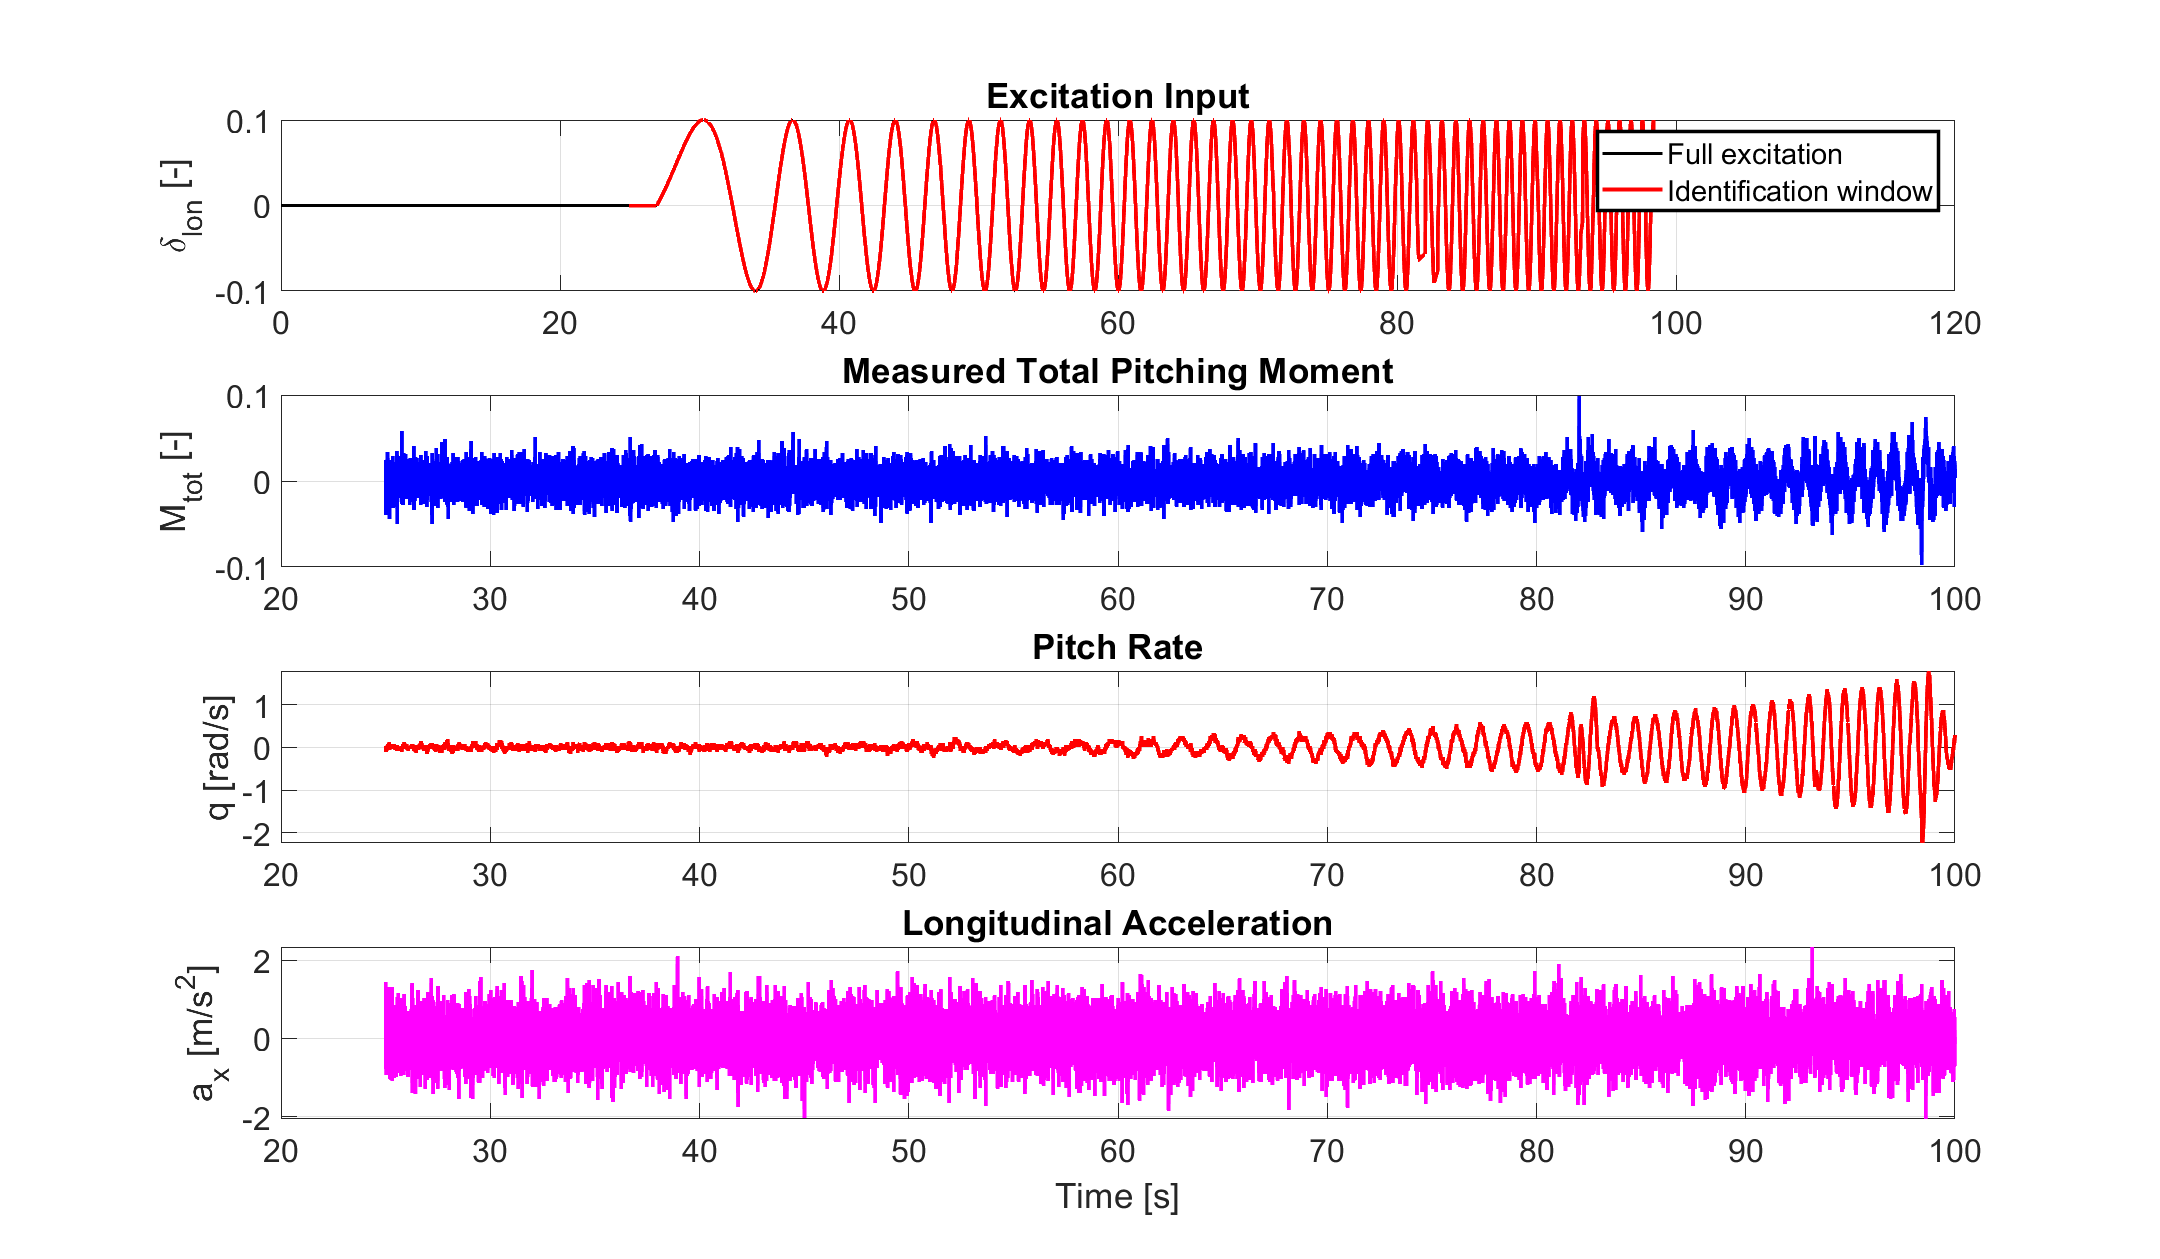 Excitation Input
δlon [-]
0.1
0
-0.1
Full excitation
Identification window
0 20 40 60 80 100 120
Measured Total Pitching Moment
Mtot [-]
0.1
0
-0.1
20 30 40 50 60 70 80 90 100
Pitch Rate
q [rad/s]
1
0
-1
-2
20 30 40 50 60 70 80 90 100
Longitudinal Acceleration
ax [m/s2]
2
0
-2
20 30 40 50 60 70 80 90 100
Time [s]